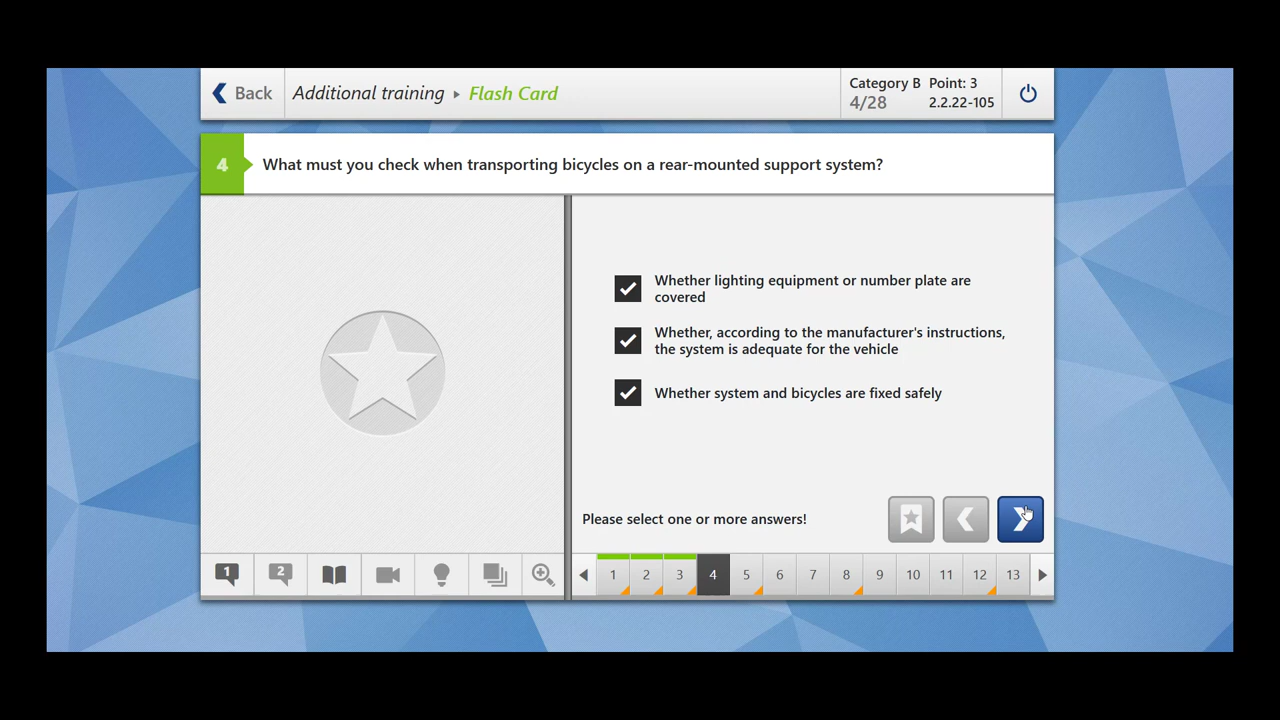 Back
Additional training ▸ Flash Card
Category B
4/28
Point: 3
2.2.22-105
4
What must you check when transporting bicycles on a rear-mounted support system?
Whether lighting equipment or number plate are
covered
Whether, according to the manufacturer's instructions,
the system is adequate for the vehicle
Whether system and bicycles are fixed safely
Please select one or more answers!
1 2
1 2 3 4 5 6 7 8 9 10 11 12 13